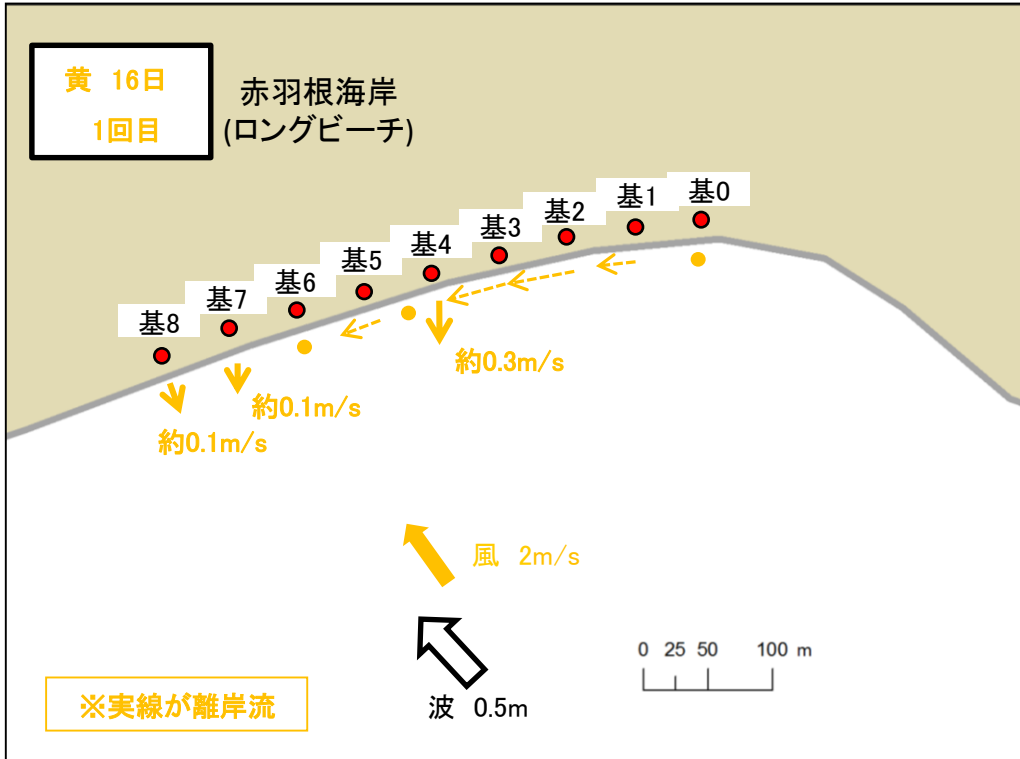 黄 16日
1回目
赤羽根海岸
(ロングビーチ)
基0
基1
基2
基3
基4
基5
基6
基7
基8
約0.3m/s
約0.1m/s
約0.1m/s
風 2m/s
波 0.5m
0 25 50 100 m
※実線が離岸流